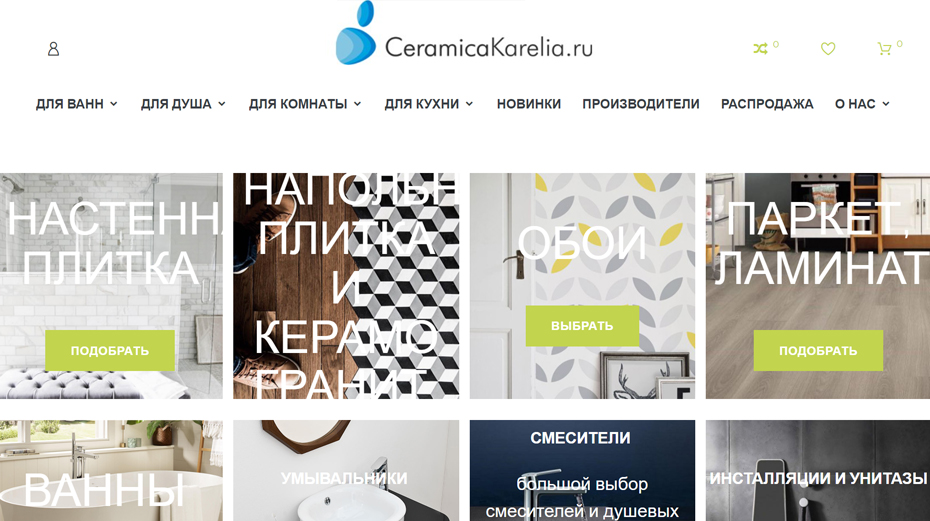 CeramicaKarelia.ru
0
0
ДЛЯ ВАНН
ДЛЯ ДУША
ДЛЯ КОМНАТЫ
ДЛЯ КУХНИ
НОВИНКИ
ПРОИЗВОДИТЕЛИ
РАСПРОДАЖА
О НАС
НАСТЕНН
ПЛИТКА
ПОДОБРАТЬ
НАПОЛЬН
ПЛИТКА
И
КЕРАМО
ГРАНИТ
ОБОИ
ВЫБРАТЬ
ПАРКЕТ,
ЛАМИНАТ
ПОДОБРАТЬ
ВАННЫ
УМЫВАЛЬНИКИ
СМЕСИТЕЛИ
большой выбор
смесителей и душевых
ИНСТАЛЛЯЦИИ И УНИТАЗЫ